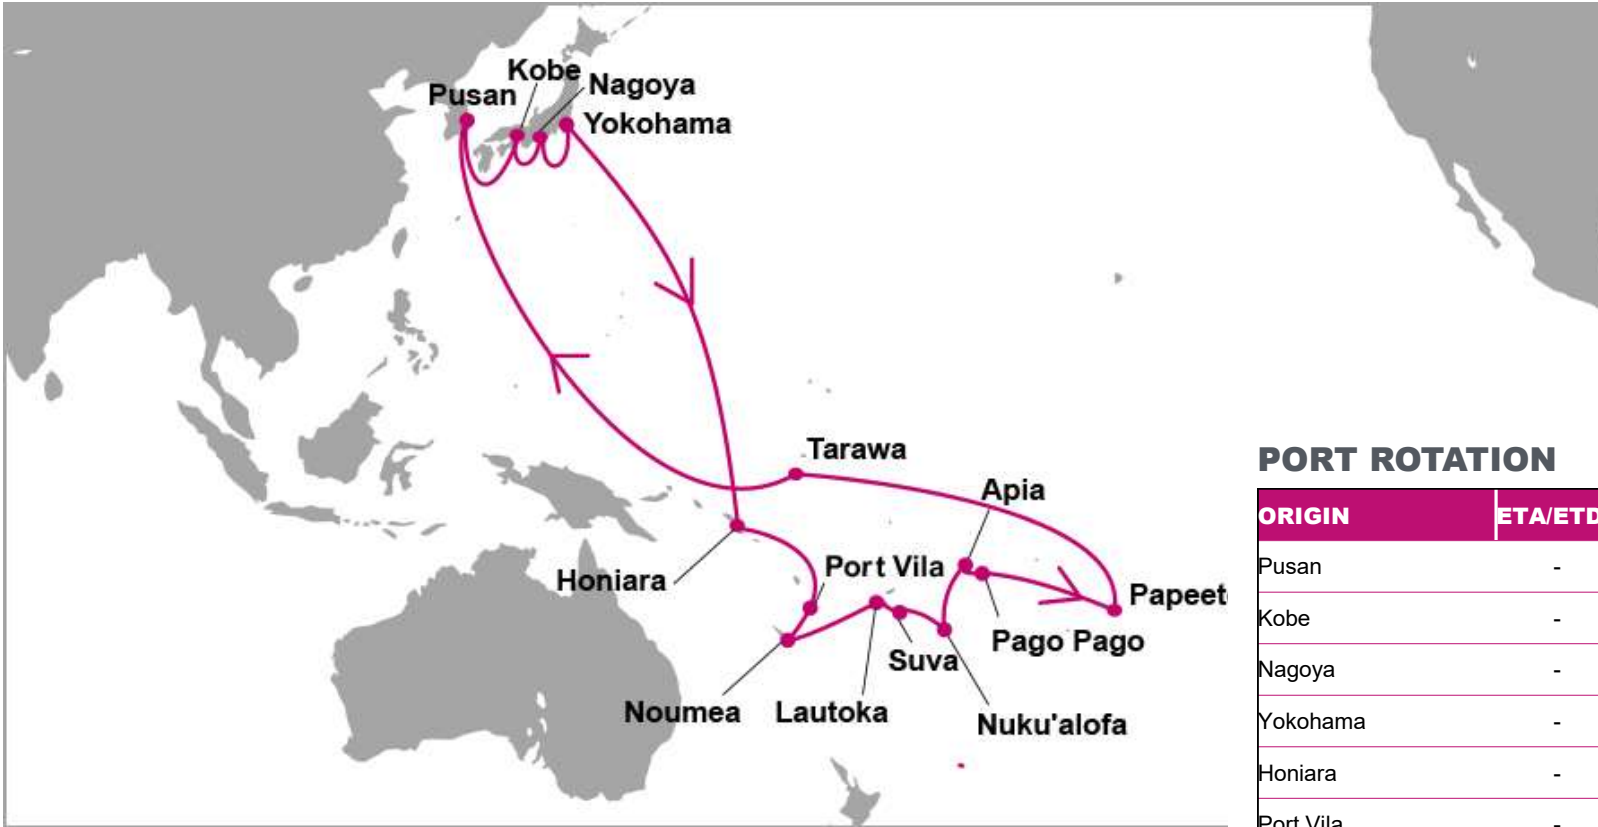 Kobe
Nagoya
Pusan
Yokohama
Tarawa
Apia
Honiara
Port Vila
Papeet
Pago Pago
Suva
Noumea
Lautoka
Nuku'alofa
PORT ROTATION
ORIGIN ETA/ETD
Pusan -
Kobe -
Nagoya -
Yokohama -
Honiara -
Port Vila -